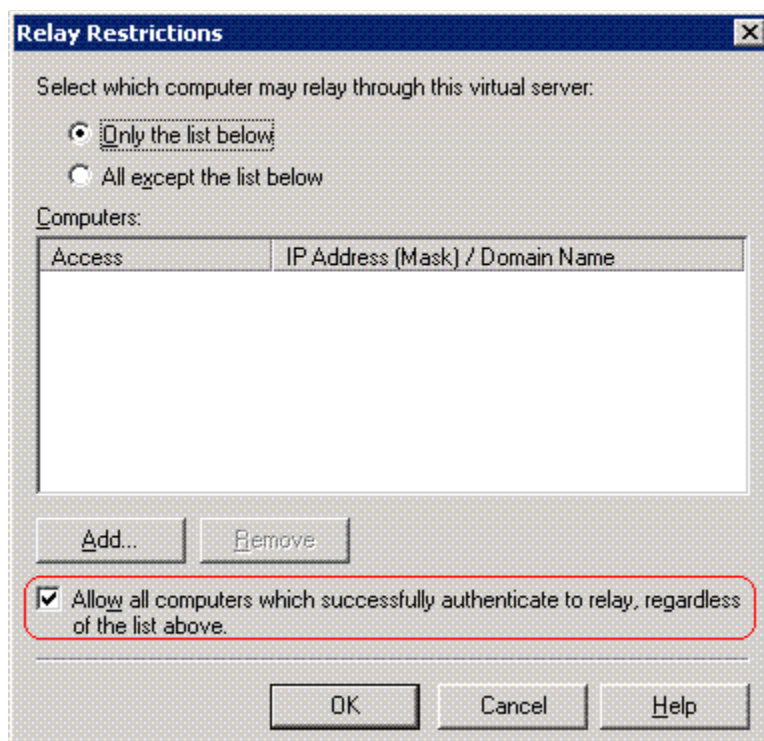 Relay Restrictions
Select which computer may relay through this virtual server:
Only the list below
All except the list below
Computers:
Access IP Address (Mask) / Domain Name
Add... Remove
Allow all computers which successfully authenticate to relay, regardless
of the list above.
OK Cancel Help